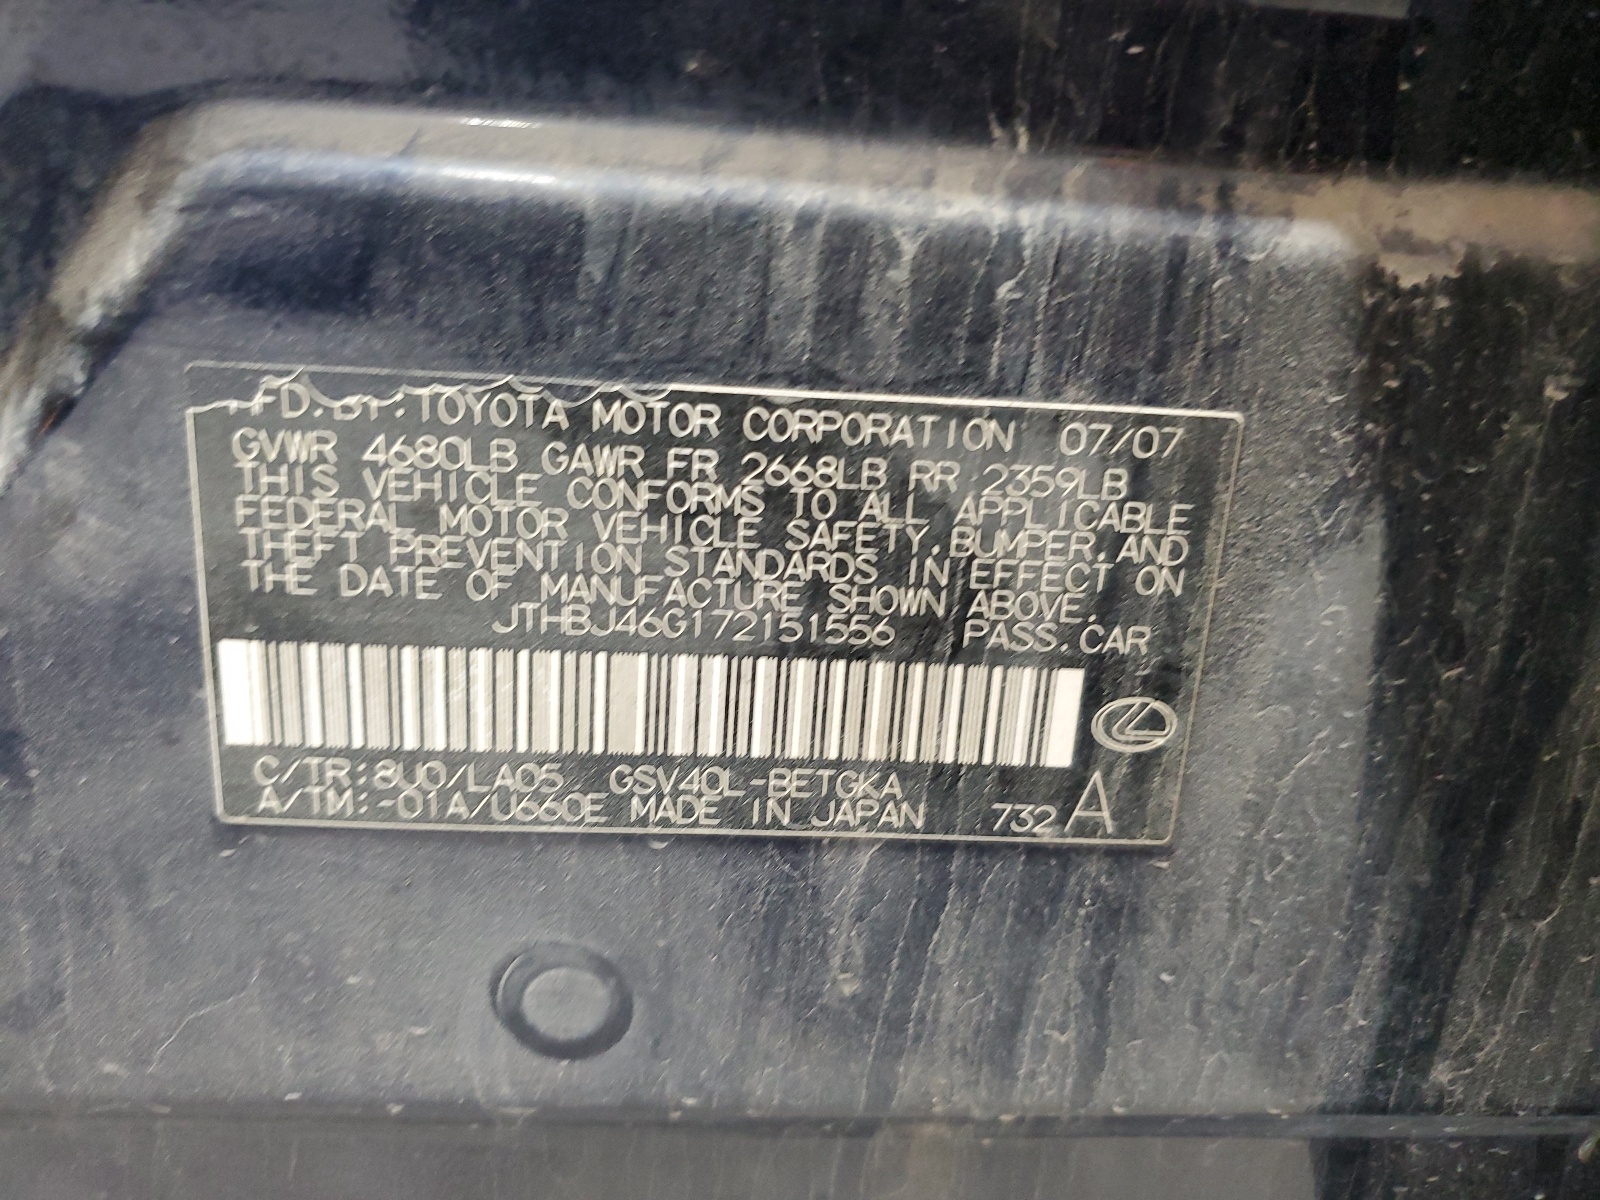 MFD. BY: TOYOTA MOTOR CORPORATION 07/07
GVWR 4680LB GAWR FR 2668LB RR 2359LB
THIS VEHICLE CONFORMS TO ALL APPLICABLE
FEDERAL MOTOR VEHICLE SAFETY, BUMPER, AND
THEFT PREVENTION STANDARDS IN EFFECT ON
THE DATE OF MANUFACTURE SHOWN ABOVE.
JTHBJ46G172151556 PASS. CAR
C/TR:8U0/LA05 GSV40L-BETGKA
A/TM:-01A/U660E MADE IN JAPAN 732 A